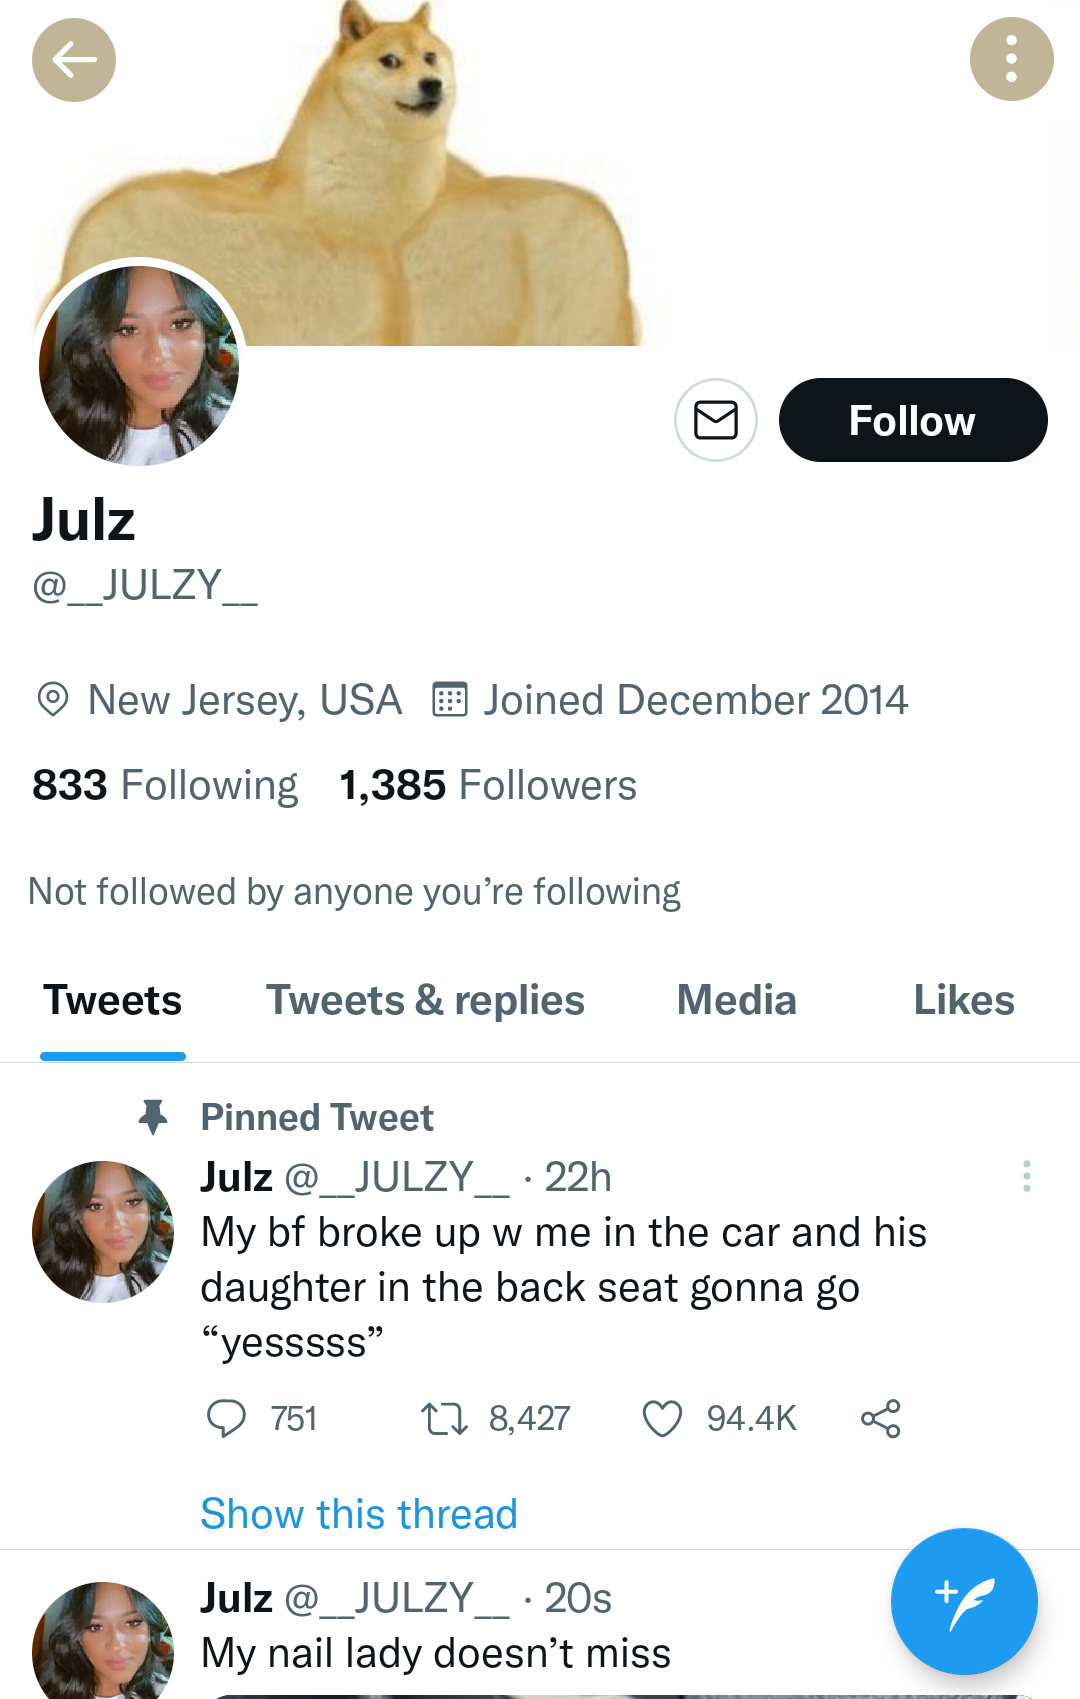 Follow
Julz
@__JULZY__
New Jersey, USA Joined December 2014
833 Following 1,385 Followers
Not followed by anyone you’re following
Tweets Tweets & replies Media Likes
Pinned Tweet
Julz @__JULZY__ · 22h
My bf broke up w me in the car and his
daughter in the back seat gonna go
“yesssss”
751 8,427 94.4K
Show this thread
Julz @__JULZY__ · 20s
My nail lady doesn’t miss